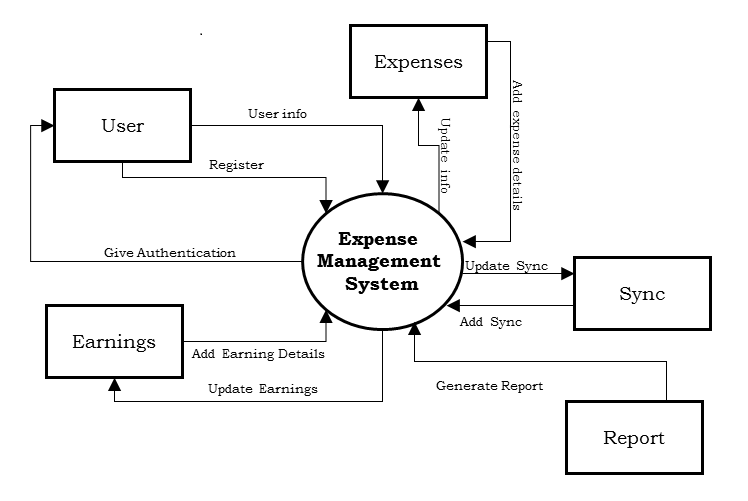 Expenses
User
User info
Add expense details
Update info
Register
Expense
Management
System
Give Authentication
Update Sync
Sync
Add Sync
Earnings
Add Earning Details
Update Earnings
Generate Report
Report